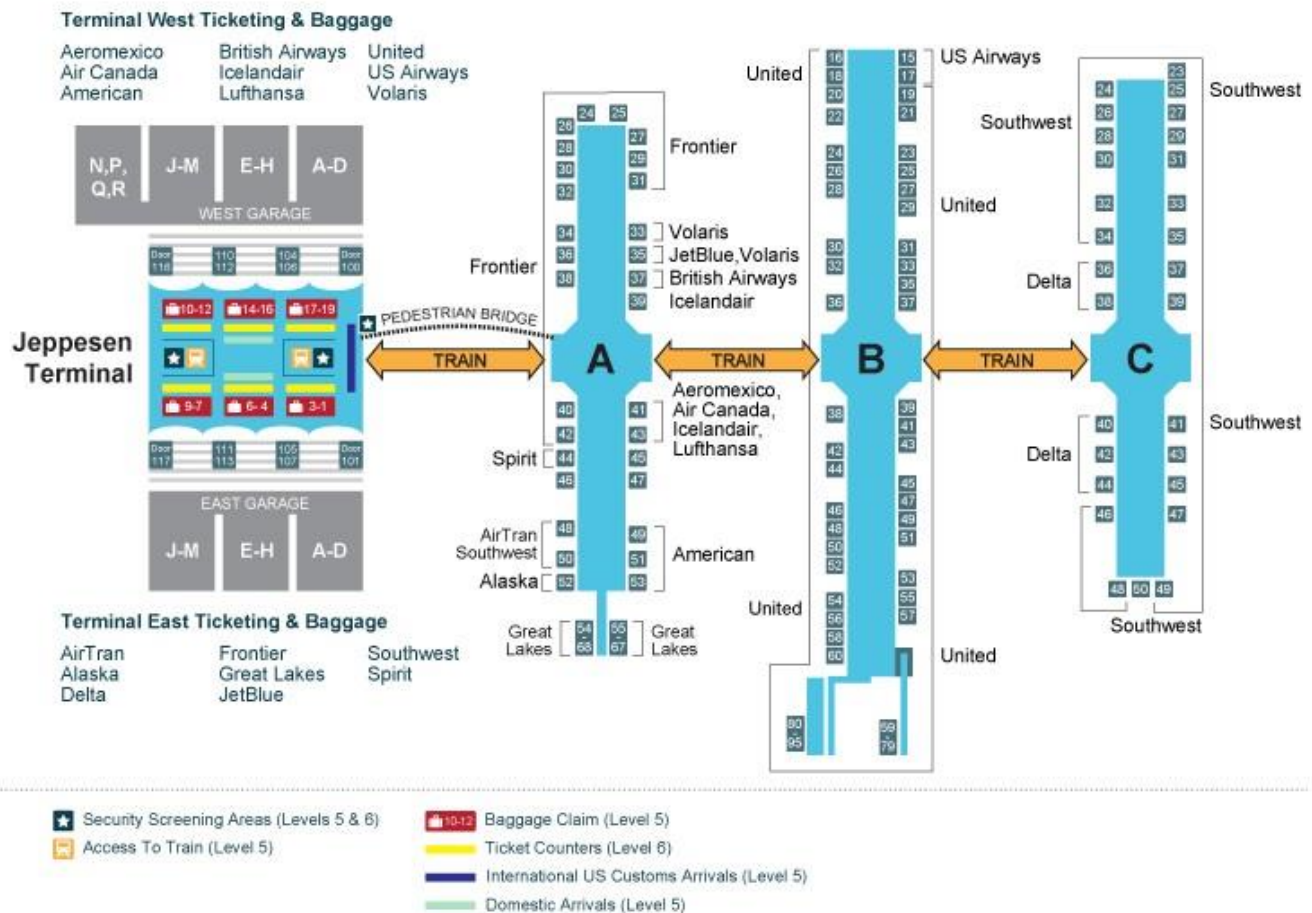 Terminal West Ticketing & Baggage
Aeromexico British Airways United
Air Canada Icelandair US Airways
American Lufthansa Volaris
N,P,
Q,R
J-M
E-H
A-D
WEST GARAGE
Door
116
110
112
104
106
Door
100
10-12
14-16
17-19
Jeppesen
Terminal
9-7
6- 4
3-1
Door
117
111
113
105
107
Door
101
EAST GARAGE
J-M
E-H
A-D
Terminal East Ticketing & Baggage
AirTran Frontier Southwest
Alaska Great Lakes Spirit
Delta JetBlue
PEDESTRIAN BRIDGE
TRAIN
24 25
26 27
28 29
30 31
32
Frontier
34 33 Volaris
36 35 JetBlue,Volaris
38 37 British Airways
39 Icelandair
Frontier
A
40 41
42 43
Aeromexico,
Air Canada,
Icelandair,
Lufthansa
Spirit
44 45
46 47
48 49
50 51
52 53
AirTran
Southwest
Alaska
American
Great
Lakes
54
-
68
55
-
67
Great
Lakes
TRAIN
United
16 15
18 17
US Airways
20 19
22 21
24 23
26 25
28 27
29
United
30 31
32 33
35
36 37
B
38 39
41
43
42
44
45
46 47
48 49
50 51
52
53
54 55
56 57
58
60
United
United
80
-
95
59
-
79
TRAIN
23
24 25
26 27
28 29
30 31
32 33
34 35
Southwest
Southwest
36 37
38 39
Delta
C
40 41
42 43
44 45
46 47
48 50 49
Delta
Southwest
Southwest
Security Screening Areas (Levels 5 & 6)
Access To Train (Level 5)
10-12 Baggage Claim (Level 5)
Ticket Counters (Level 6)
International US Customs Arrivals (Level 5)
Domestic Arrivals (Level 5)